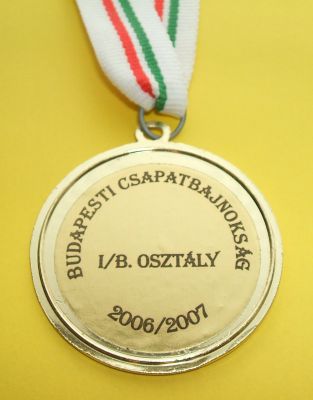 BUDAPESTI CSAPATBAJNOKSÁG
I/B. OSZTÁLY
2006/2007